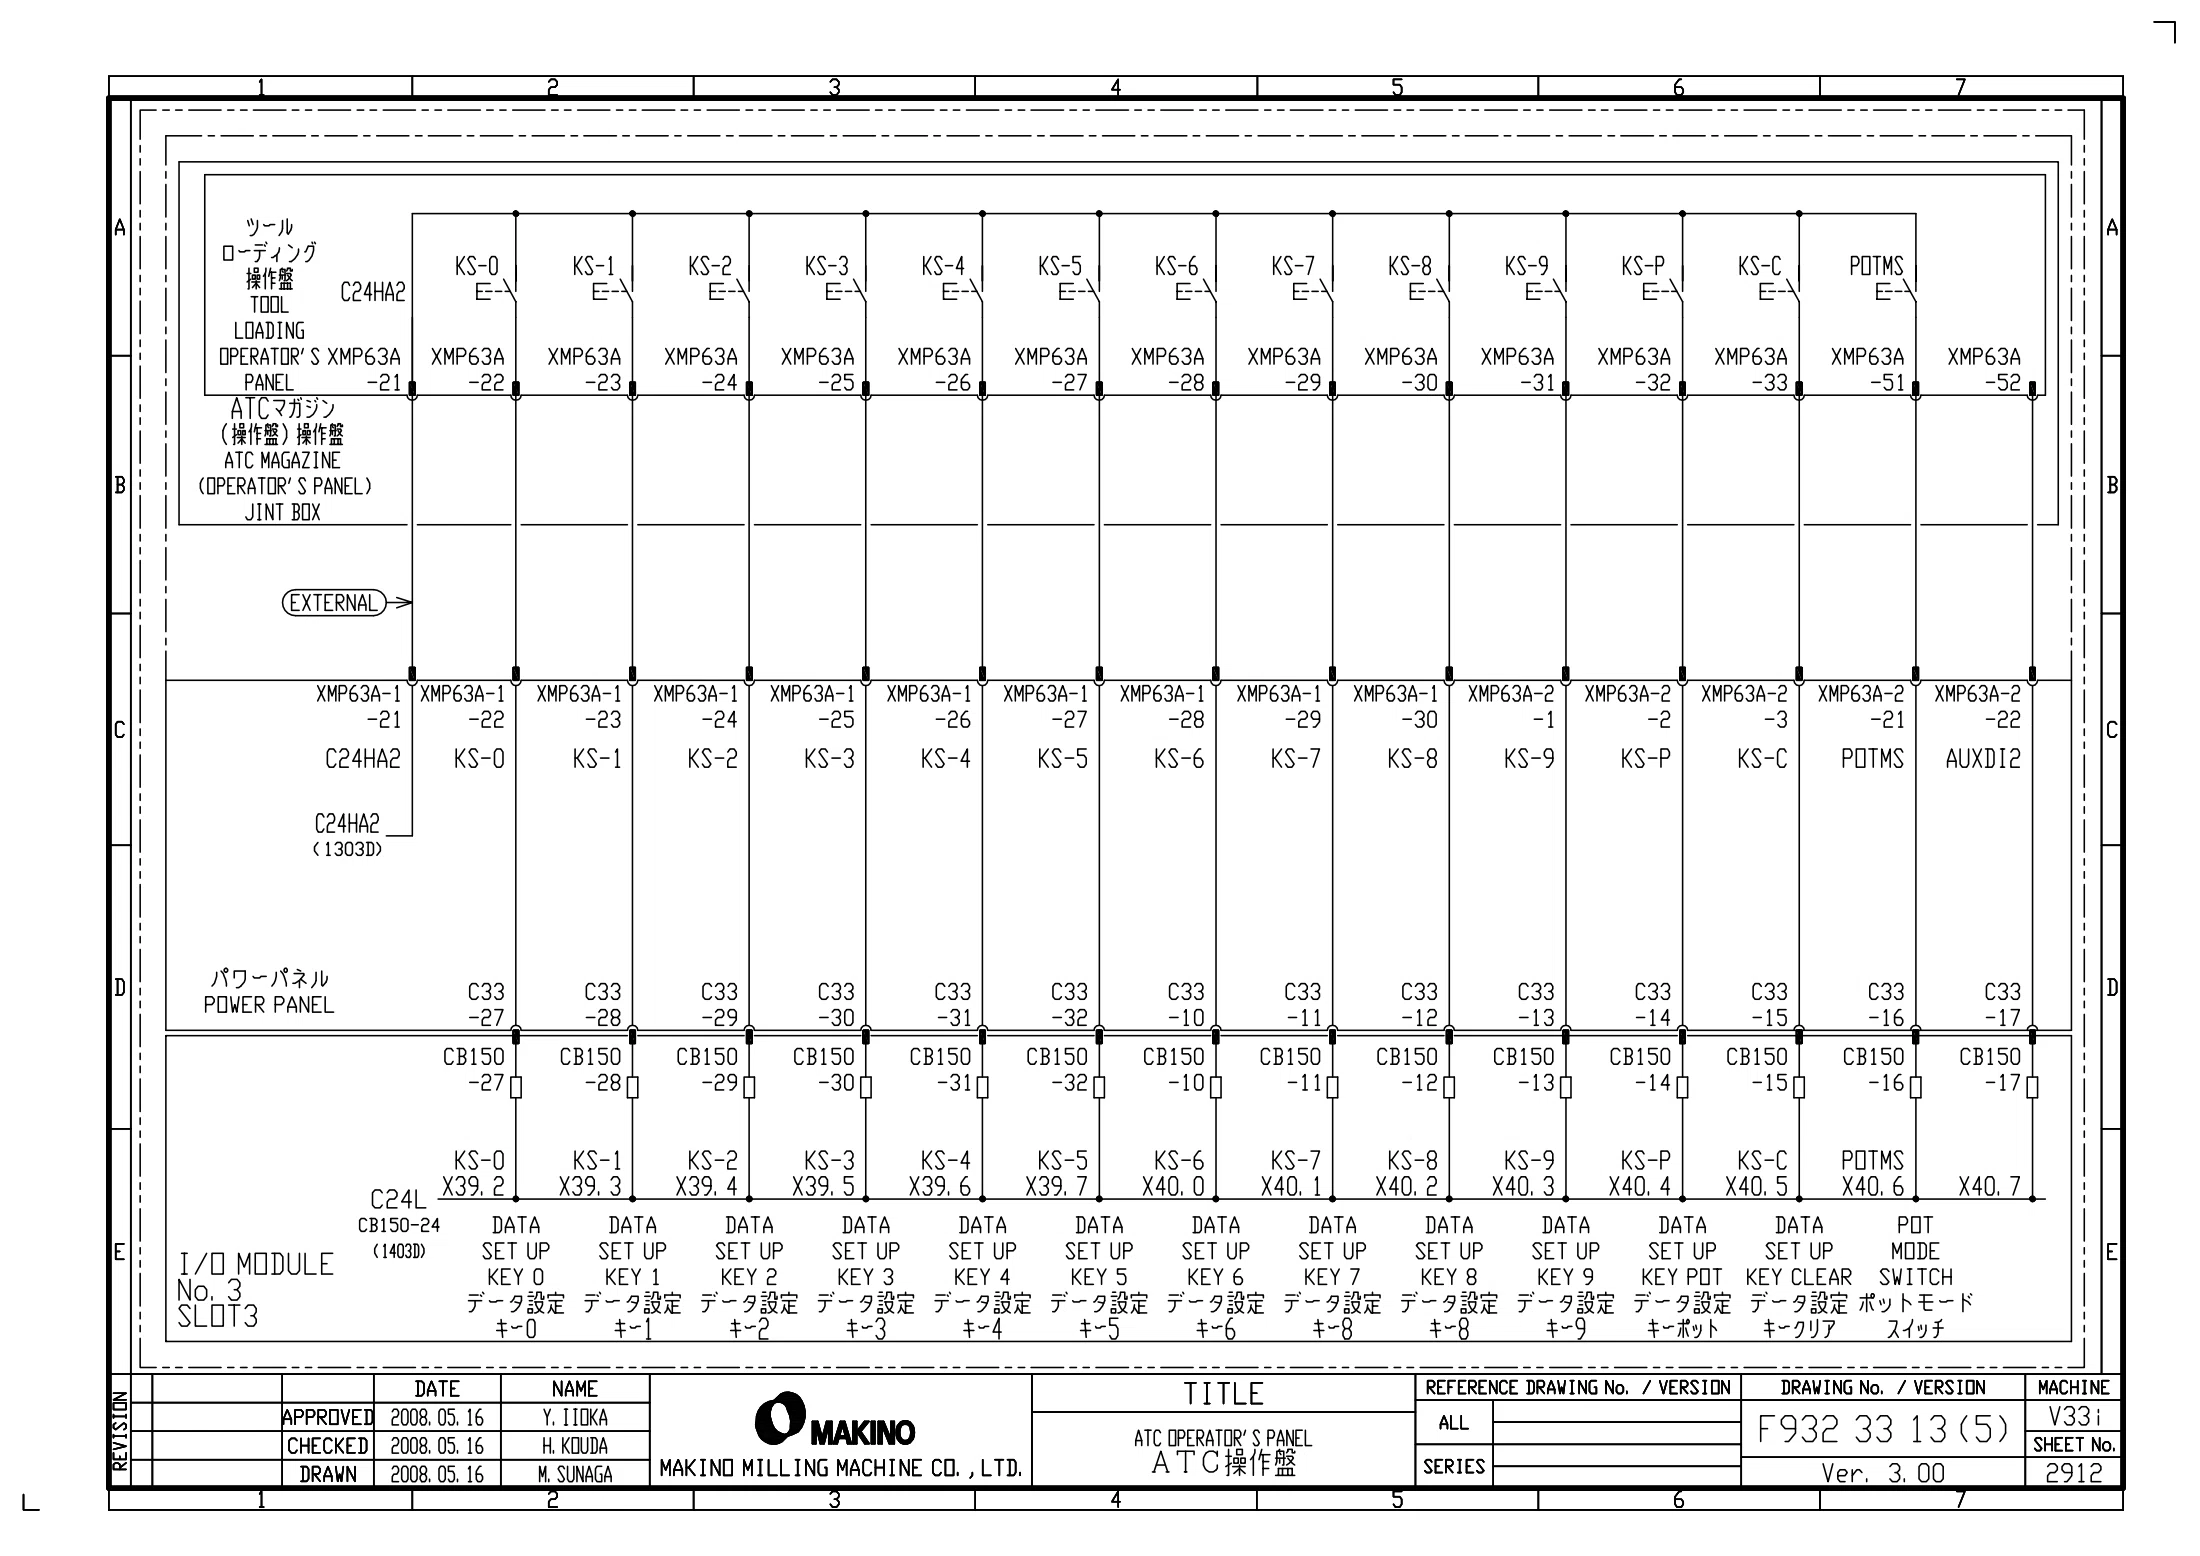 1 2 3 4 5 6 7
A A
ツール
ローディング
操作盤
TOOL
LOADING
OPERATOR'S
PANEL
C24HA2 KS-0 KS-1 KS-2 KS-3 KS-4 KS-5 KS-6 KS-7 KS-8 KS-9 KS-P KS-C POTMS
XMP63A XMP63A XMP63A XMP63A XMP63A XMP63A XMP63A XMP63A XMP63A XMP63A XMP63A XMP63A XMP63A XMP63A XMP63A
-21 -22 -23 -24 -25 -26 -27 -28 -29 -30 -31 -32 -33 -51 -52
ATCマガジン
(操作盤)操作盤
ATC MAGAZINE
(OPERATOR'S PANEL)
JINT BOX
B B
EXTERNAL
XMP63A-1 XMP63A-1 XMP63A-1 XMP63A-1 XMP63A-1 XMP63A-1 XMP63A-1 XMP63A-1 XMP63A-1 XMP63A-1 XMP63A-2 XMP63A-2 XMP63A-2 XMP63A-2 XMP63A-2
-21 -22 -23 -24 -25 -26 -27 -28 -29 -30 -1 -2 -3 -21 -22
C C
C24HA2 KS-0 KS-1 KS-2 KS-3 KS-4 KS-5 KS-6 KS-7 KS-8 KS-9 KS-P KS-C POTMS AUXDI2
C24HA2
(1303D)
パワーパネル
POWER PANEL
D D
C33 C33 C33 C33 C33 C33 C33 C33 C33 C33 C33 C33 C33 C33
-27 -28 -29 -30 -31 -32 -10 -11 -12 -13 -14 -15 -16 -17
CB150 CB150 CB150 CB150 CB150 CB150 CB150 CB150 CB150 CB150 CB150 CB150 CB150 CB150
-27 -28 -29 -30 -31 -32 -10 -11 -12 -13 -14 -15 -16 -17
KS-0 KS-1 KS-2 KS-3 KS-4 KS-5 KS-6 KS-7 KS-8 KS-9 KS-P KS-C POTMS
X39.2 X39.3 X39.4 X39.5 X39.6 X39.7 X40.0 X40.1 X40.2 X40.3 X40.4 X40.5 X40.6 X40.7
C24L
CB150-24
(1403D)
E E
I/O MODULE
No.3
SLOT3
DATA DATA DATA DATA DATA DATA DATA DATA DATA DATA DATA DATA POT
SET UP SET UP SET UP SET UP SET UP SET UP SET UP SET UP SET UP SET UP SET UP SET UP MODE
KEY 0 KEY 1 KEY 2 KEY 3 KEY 4 KEY 5 KEY 6 KEY 7 KEY 8 KEY 9 KEY POT KEY CLEAR SWITCH
データ設定 データ設定 データ設定 データ設定 データ設定 データ設定 データ設定 データ設定 データ設定 データ設定 データ設定 データ設定 ポットモード
キー0 キー1 キー2 キー3 キー4 キー5 キー6 キー8 キー8 キー9 キーポット キークリア スイッチ
REVISION
DATE NAME
APPROVED 2008.05.16 Y.IIOKA
CHECKED 2008.05.16 H.KOUDA
DRAWN 2008.05.16 M.SUNAGA
MAKINO
MAKINO MILLING MACHINE CO.,LTD.
TITLE
ATC OPERATOR'S PANEL
ATC操作盤
REFERENCE DRAWING No. / VERSION
ALL
SERIES
DRAWING No. / VERSION
F932 33 13(5)
Ver. 3.00
MACHINE
V33i
SHEET No.
2912
1 2 3 4 5 6 7